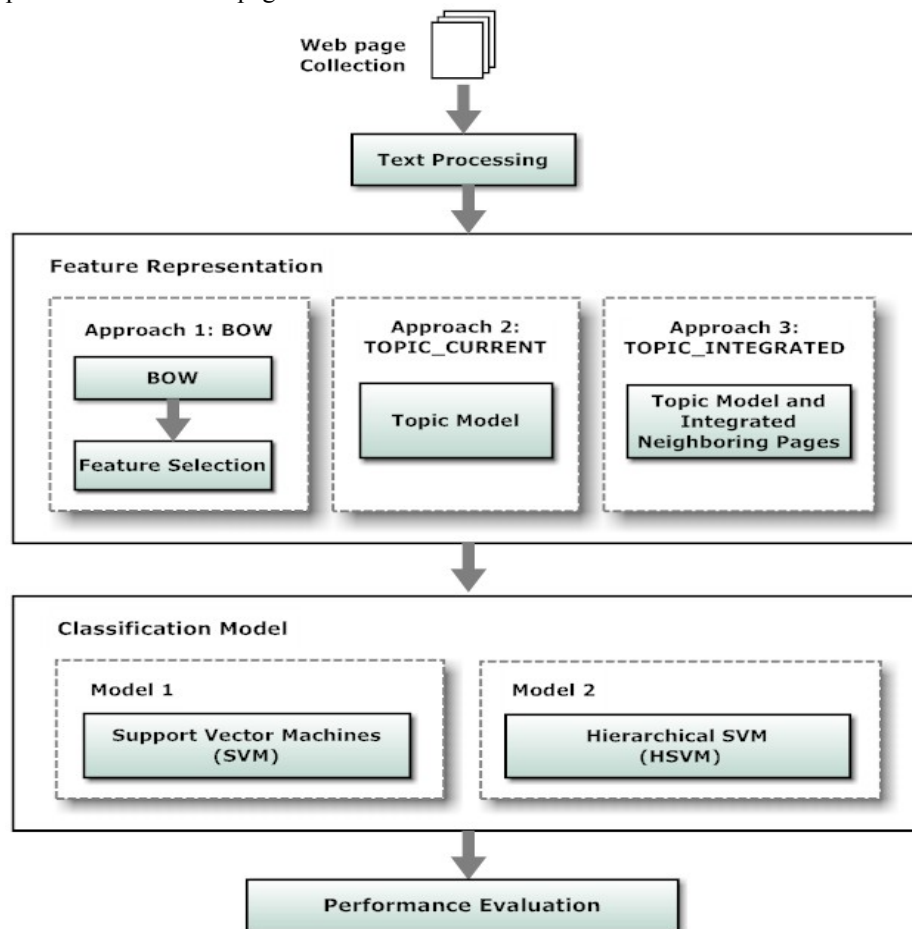 Web page
Collection
Text Processing
Feature Representation
Approach 1: BOW
BOW
Feature Selection
Approach 2:
TOPIC_CURRENT
Topic Model
Approach 3:
TOPIC_INTEGRATED
Topic Model and
Integrated
Neighboring Pages
Classification Model
Model 1
Support Vector Machines
(SVM)
Model 2
Hierarchical SVM
(HSVM)
Performance Evaluation